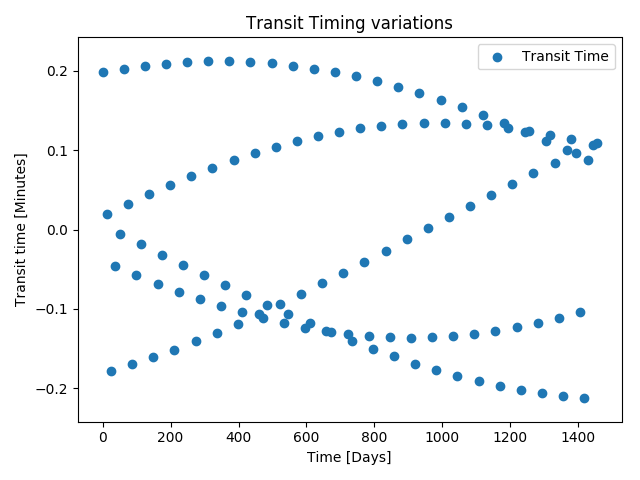 Transit Timing variations
Transit Time
0.2
0.1
0.0
−0.1
−0.2
Transit time [Minutes]
0 200 400 600 800 1000 1200 1400
Time [Days]